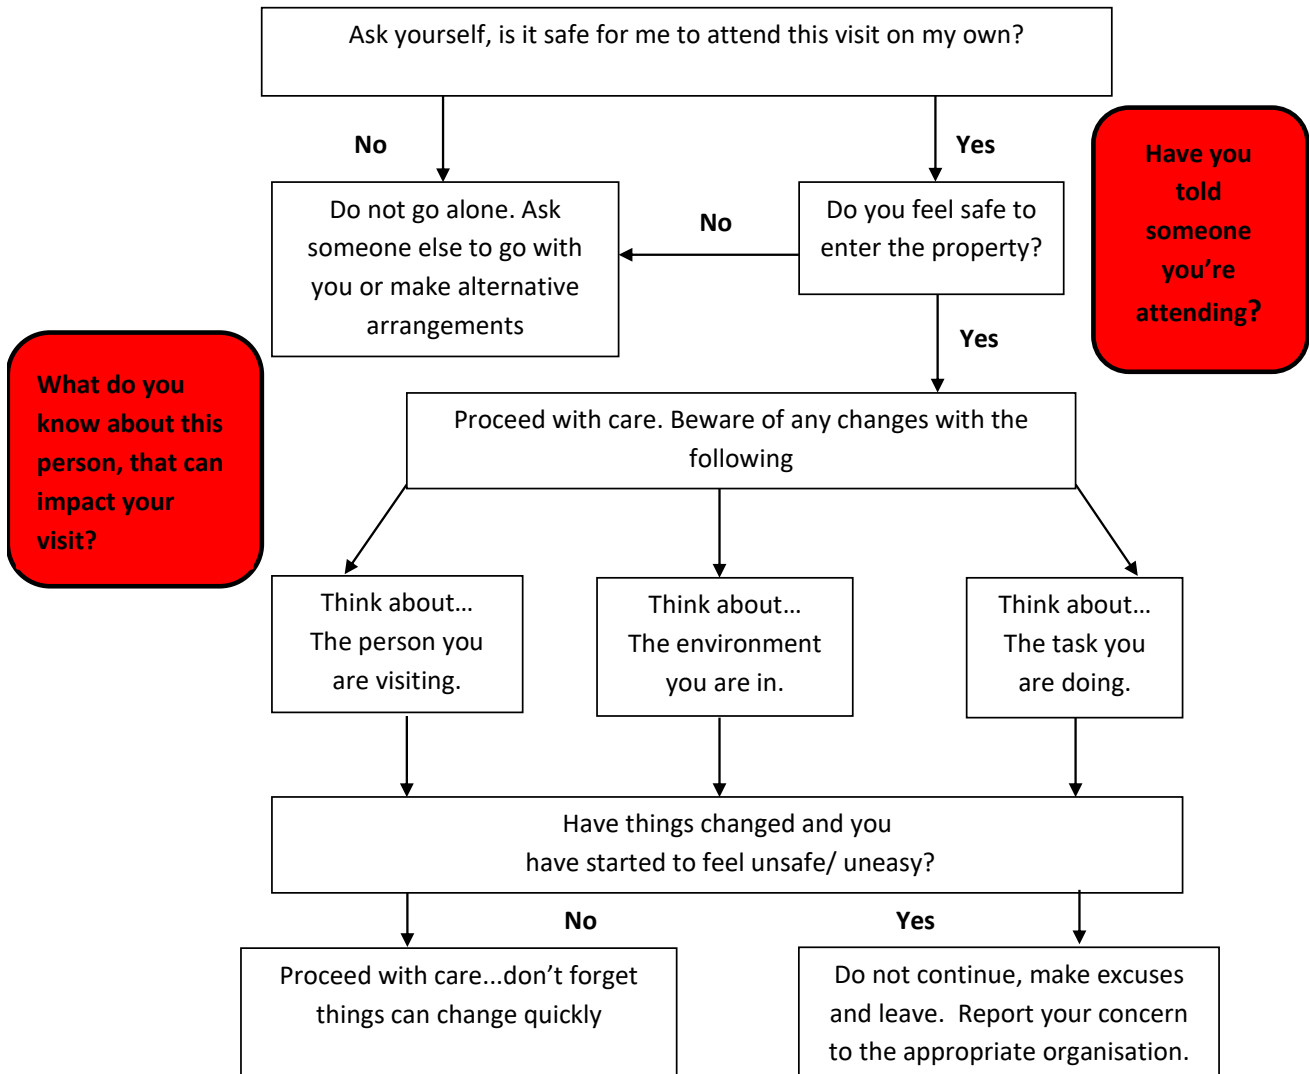 Ask yourself, is it safe for me to attend this visit on my own?
No
Yes
Have you
told
someone
you’re
attending?
Do not go alone. Ask
someone else to go with
you or make alternative
arrangements
No
Do you feel safe to
enter the property?
Yes
What do you
know about this
person, that can
impact your
visit?
Proceed with care. Beware of any changes with the
following
Think about...
The person you
are visiting.
Think about...
The environment
you are in.
Think about...
The task you
are doing.
Have things changed and you
have started to feel unsafe/ uneasy?
No
Yes
Proceed with care...don’t forget
things can change quickly
Do not continue, make excuses
and leave.  Report your concern
to the appropriate organisation.